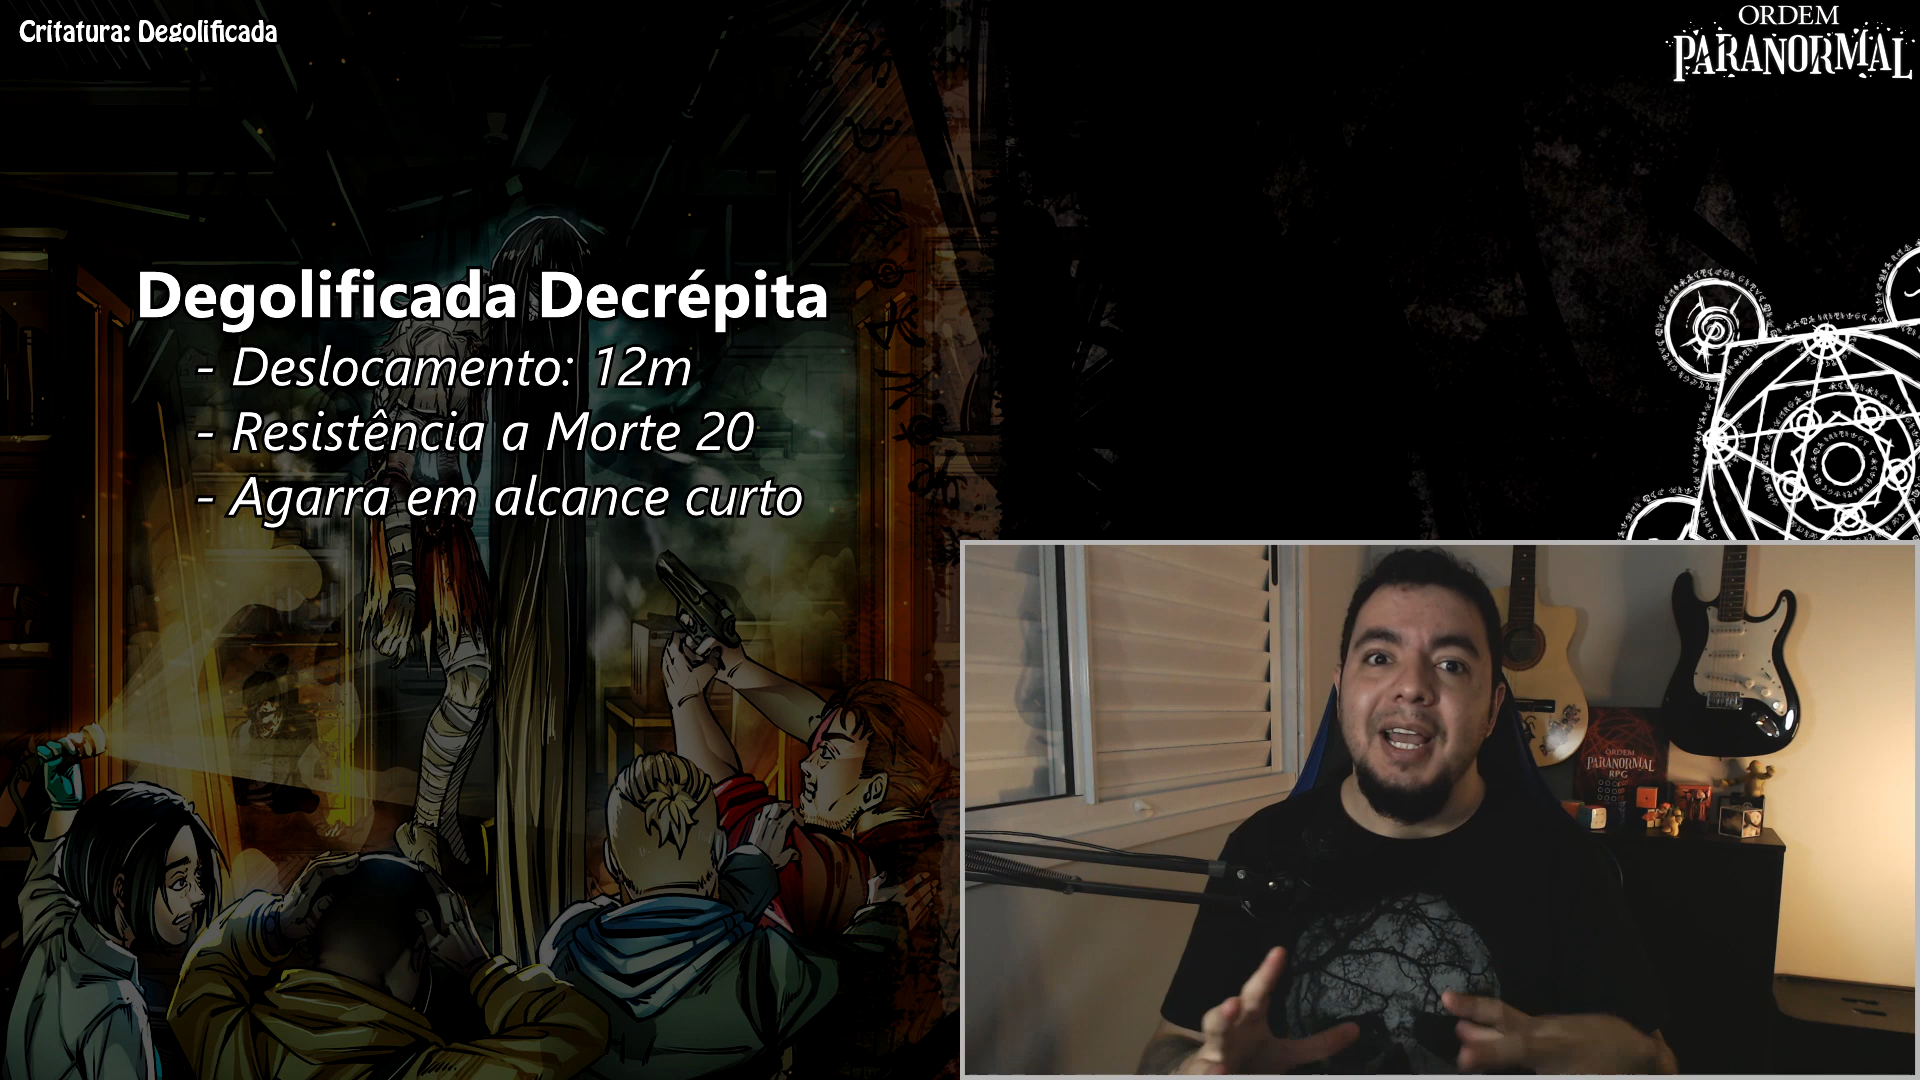 Critatura: Degolificada
ORDEM
PARANORMAL
Degolificada Decrépita
- Deslocamento: 12m
- Resistência a Morte 20
- Agarra em alcance curto
ORDEM
PARANORMAL
RPG